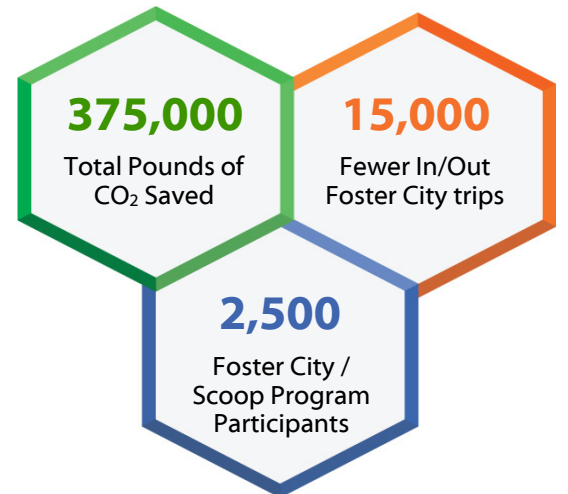 375,000
Total Pounds of
CO₂ Saved
15,000
Fewer In/Out
Foster City trips
2,500
Foster City /
Scoop Program
Participants